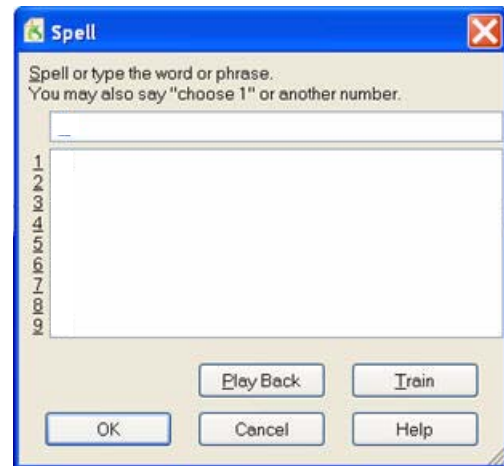 Spell
Spell or type the word or phrase.
You may also say "choose 1" or another number.
1
2
3
4
5
6
7
8
9
Play Back Train
OK Cancel Help